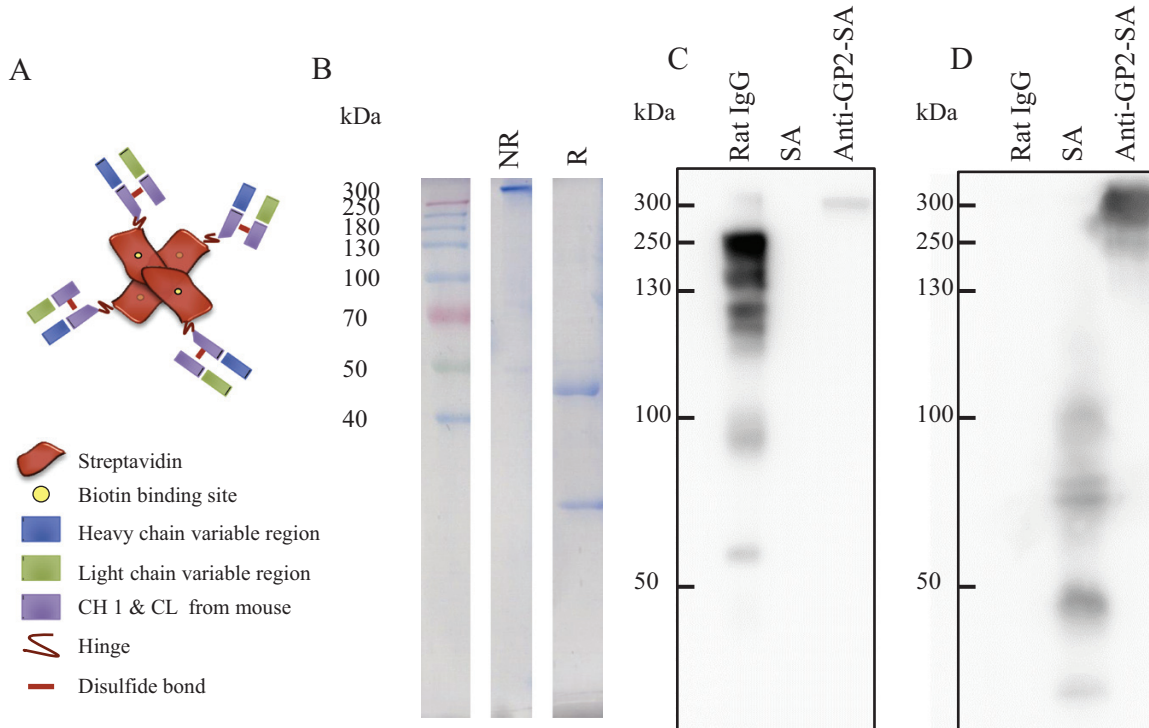 A
Streptavidin
Biotin binding site
Heavy chain variable region
Light chain variable region
CH 1 & CL from mouse
Hinge
Disulfide bond
B
kDa
NR
R
300
250
180
130
100
70
50
40
C
kDa
Rat IgG
SA
Anti-GP2-SA
300
250
130
100
50
D
kDa
Rat IgG
SA
Anti-GP2-SA
300
250
130
100
50